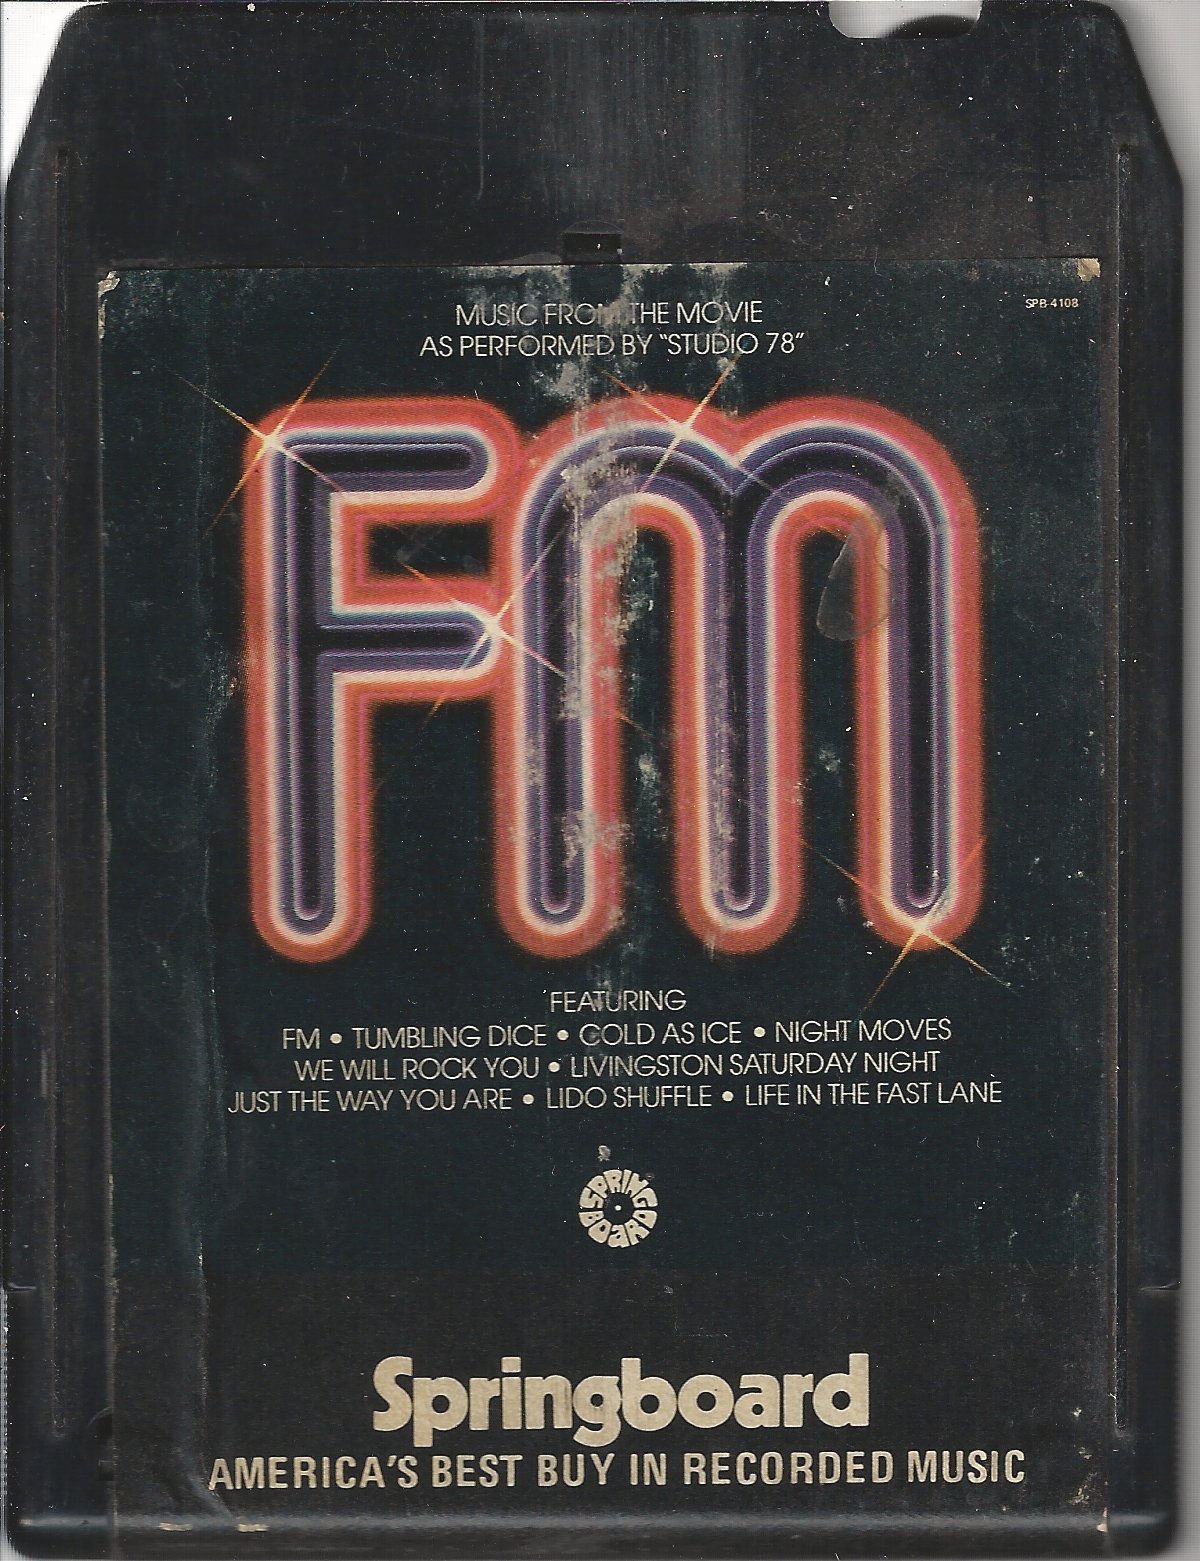 MUSIC FROM THE MOVIE
AS PERFORMED BY "STUDIO 78"
SPB-4108
FM
FEATURING
FM • TUMBLING DICE • COLD AS ICE • NIGHT MOVES
WE WILL ROCK YOU • LIVINGSTON SATURDAY NIGHT
JUST THE WAY YOU ARE • LIDO SHUFFLE • LIFE IN THE FAST LANE
SPRINGBOARD
Springboard
AMERICA'S BEST BUY IN RECORDED MUSIC